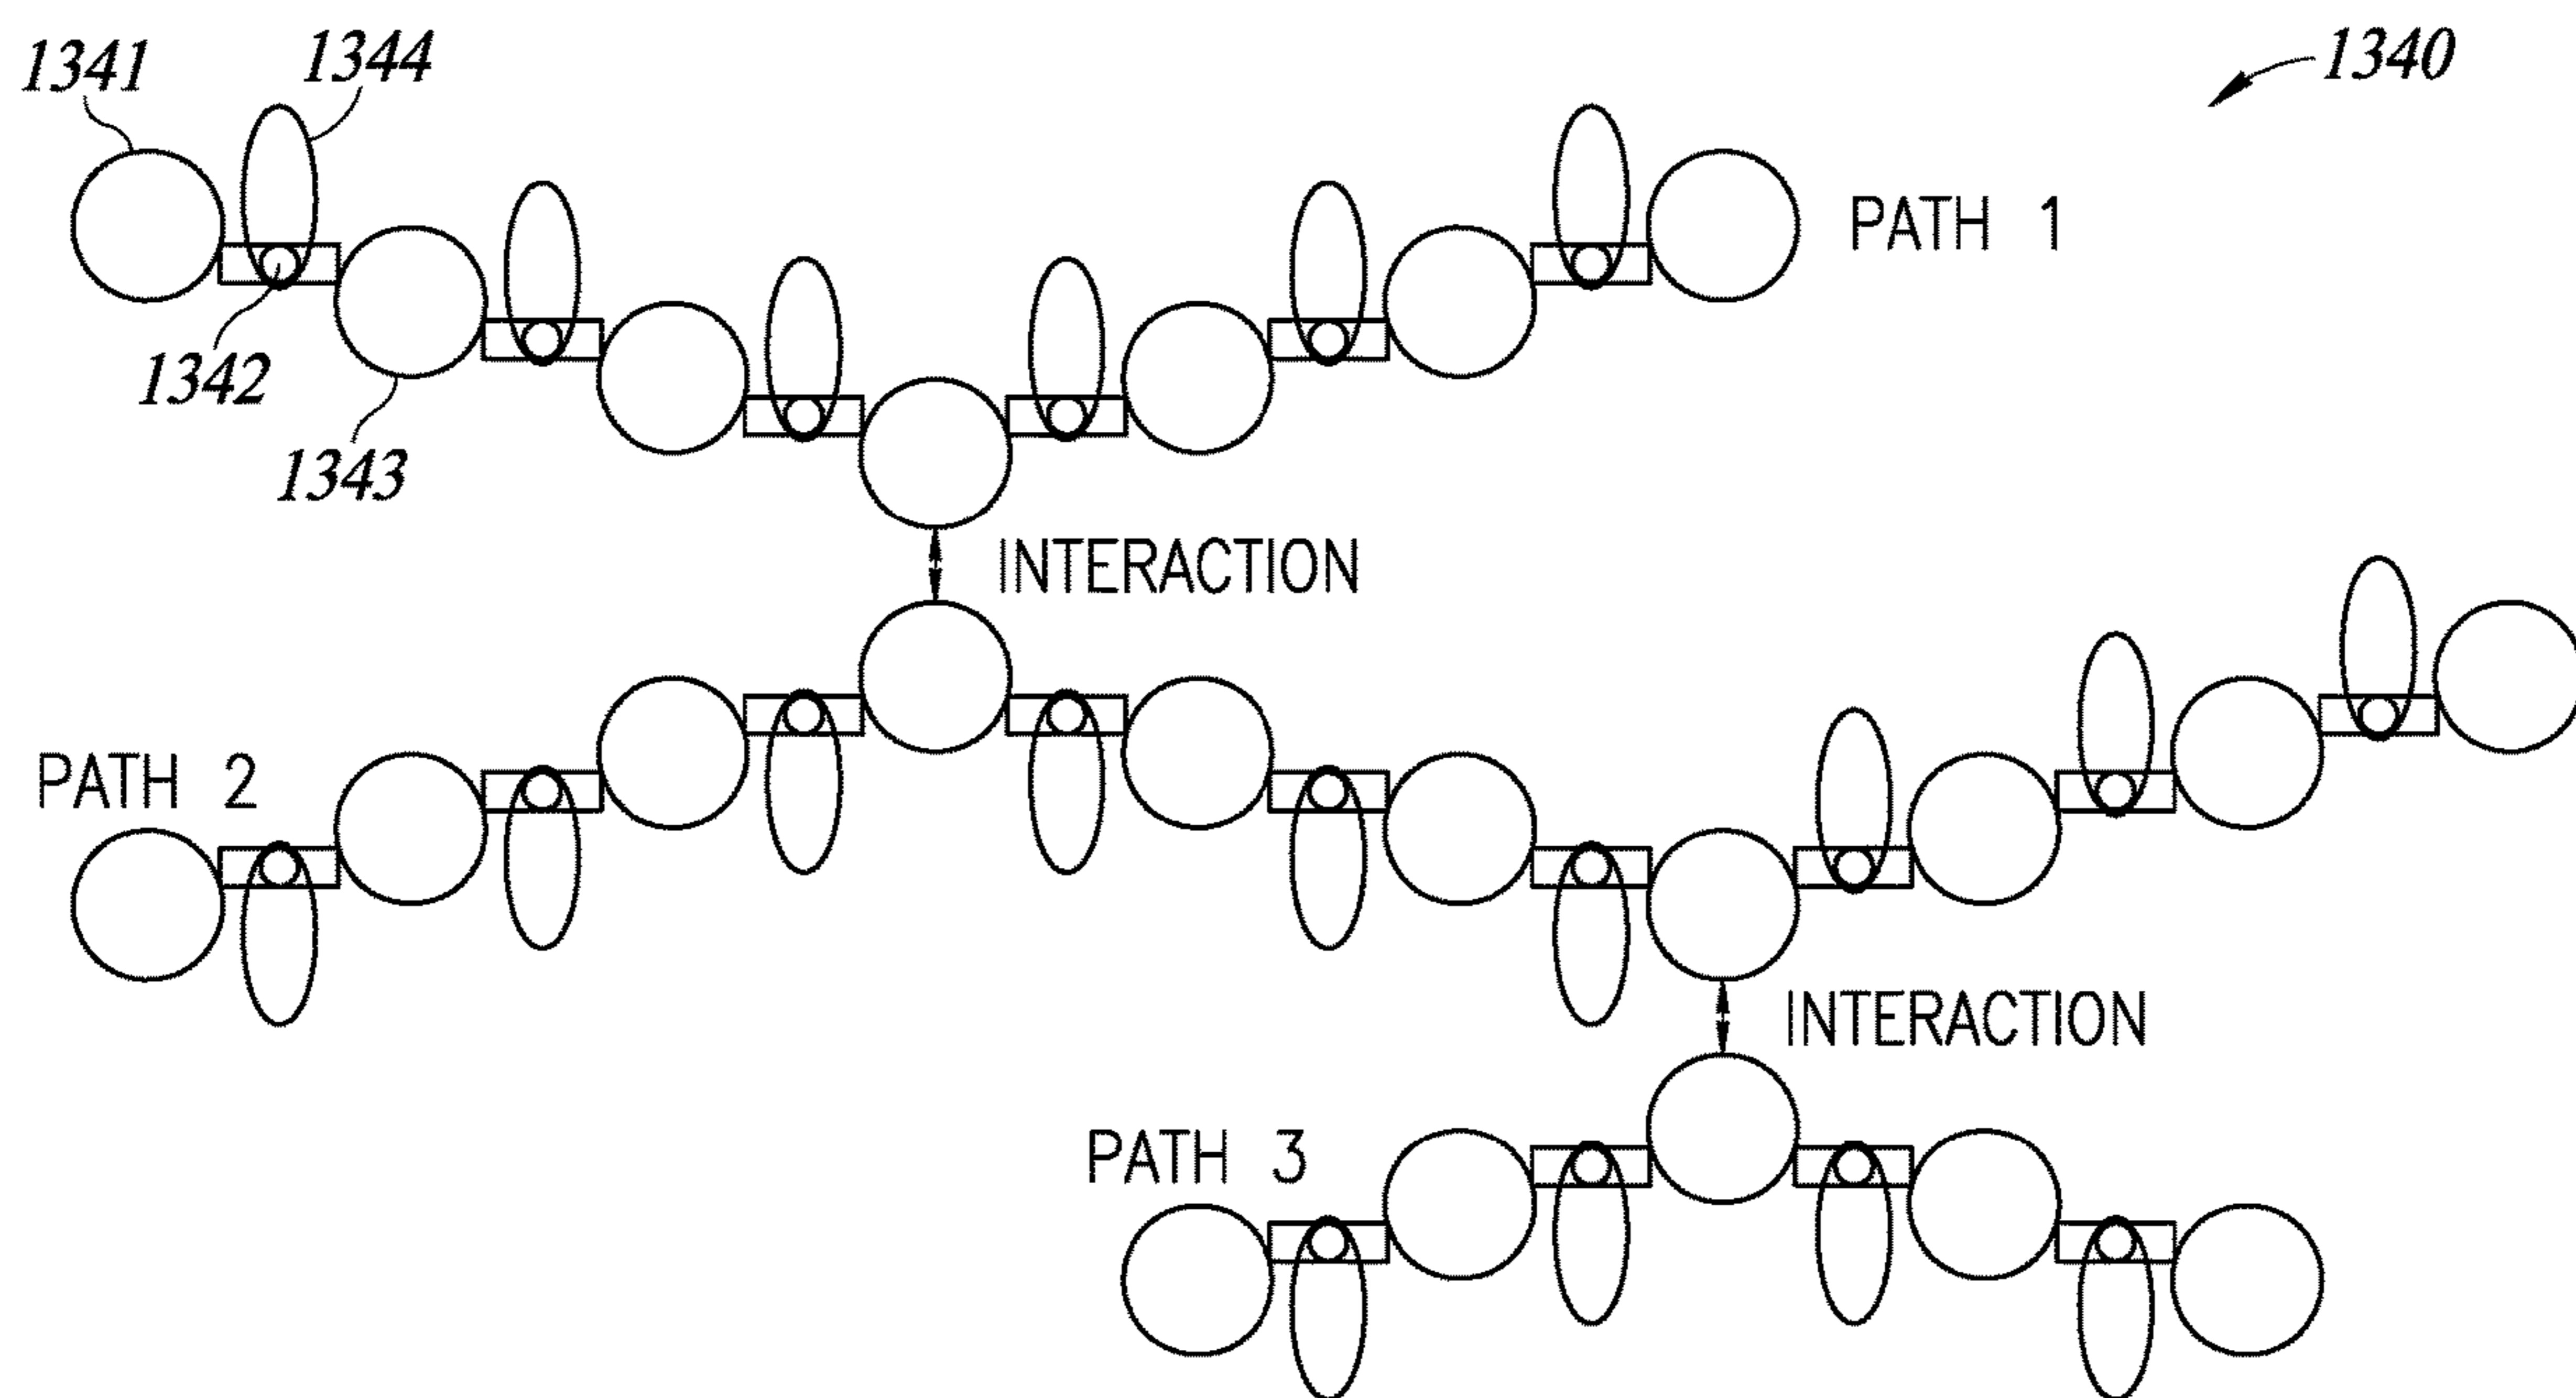 1341
1344
1340
PATH 1
1342
1343
INTERACTION
PATH 2
INTERACTION
PATH 3